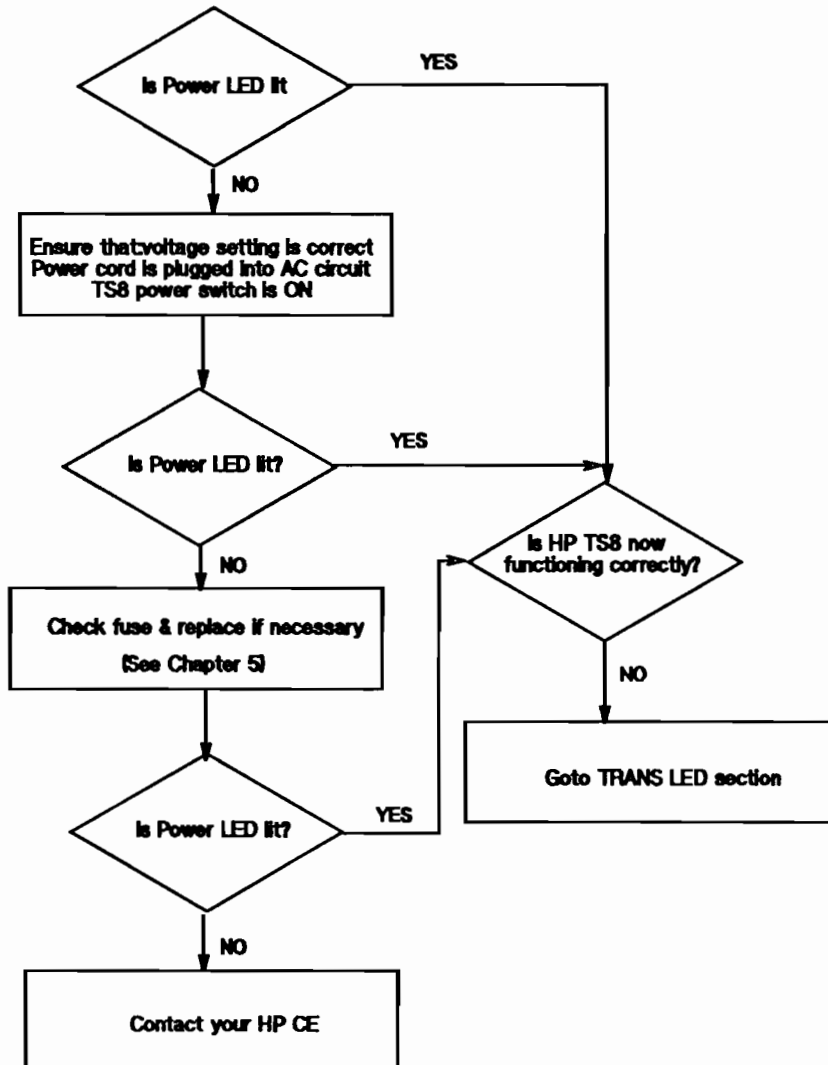 Is Power LED lit
YES
NO
Ensure that:voltage setting is correct
Power cord is plugged into AC circuit
TS8 power switch is ON
Is Power LED lit?
YES
NO
Is HP TS8 now
functioning correctly?
Check fuse & replace if necessary
(See Chapter 5)
NO
Goto TRANS LED section
Is Power LED lit?
YES
NO
Contact your HP CE